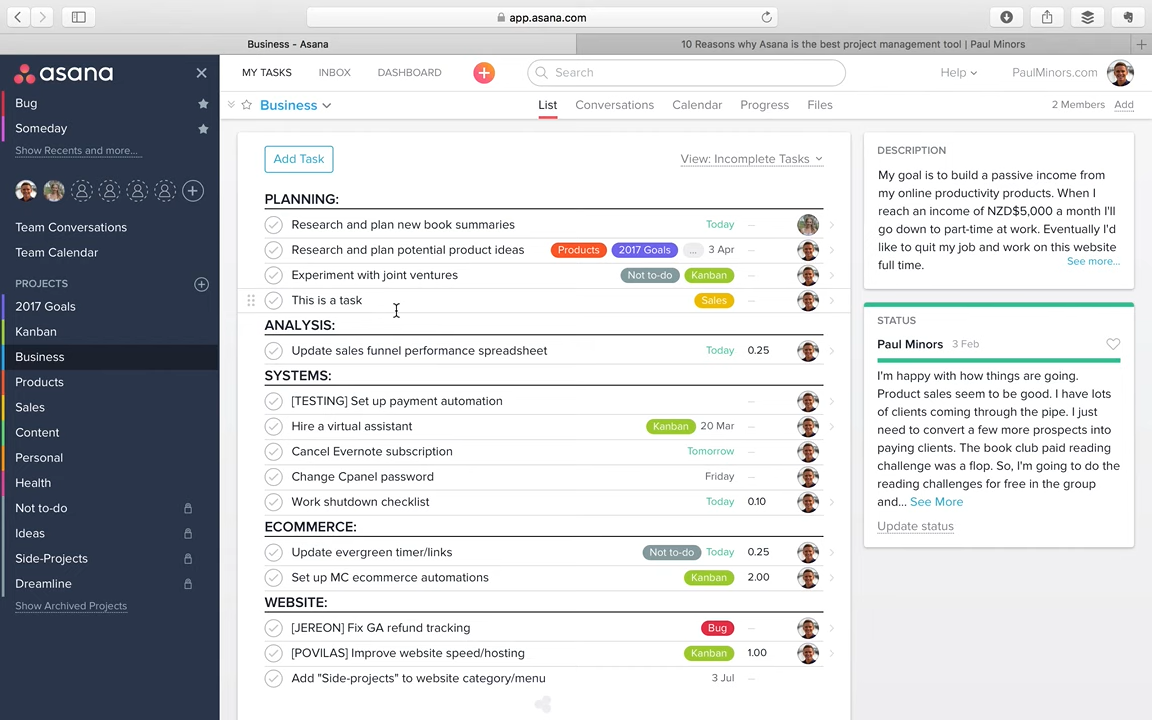 app.asana.com
Business - Asana
10 Reasons why Asana is the best project management tool | Paul Minors
asana
MY TASKS
INBOX
DASHBOARD
Search
Help
PaulMinors.com
Bug
Someday
Show Recents and more...
Team Conversations
Team Calendar
PROJECTS
2017 Goals
Kanban
Business
Products
Sales
Content
Personal
Health
Not to-do
Ideas
Side-Projects
Dreamline
Show Archived Projects
Business
List
Conversations
Calendar
Progress
Files
2 Members
Add
Add Task
View: Incomplete Tasks
PLANNING:
Research and plan new book summaries Today –
Research and plan potential product ideas Products 2017 Goals ... 3 Apr –
Experiment with joint ventures Not to-do Kanban –
This is a task Sales –
ANALYSIS:
Update sales funnel performance spreadsheet Today 0.25
SYSTEMS:
[TESTING] Set up payment automation –
Hire a virtual assistant Kanban 20 Mar –
Cancel Evernote subscription Tomorrow –
Change Cpanel password Friday –
Work shutdown checklist Today 0.10
ECOMMERCE:
Update evergreen timer/links Not to-do Today 0.25
Set up MC ecommerce automations Kanban 2.00
WEBSITE:
[JEREON] Fix GA refund tracking Bug –
[POVILAS] Improve website speed/hosting Kanban 1.00
Add "Side-projects" to website category/menu 3 Jul –
DESCRIPTION
My goal is to build a passive income from
my online productivity products. When I
reach an income of NZD$5,000 a month I'll
go down to part-time at work. Eventually I'd
like to quit my job and work on this website
full time.
See more...
STATUS
Paul Minors 3 Feb
I'm happy with how things are going.
Product sales seem to be good. I have lots
of clients coming through the pipe. I just
need to convert a few more prospects into
paying clients. The book club paid reading
challenge was a flop. So, I'm going to do the
reading challenges for free in the group
and... See More
Update status